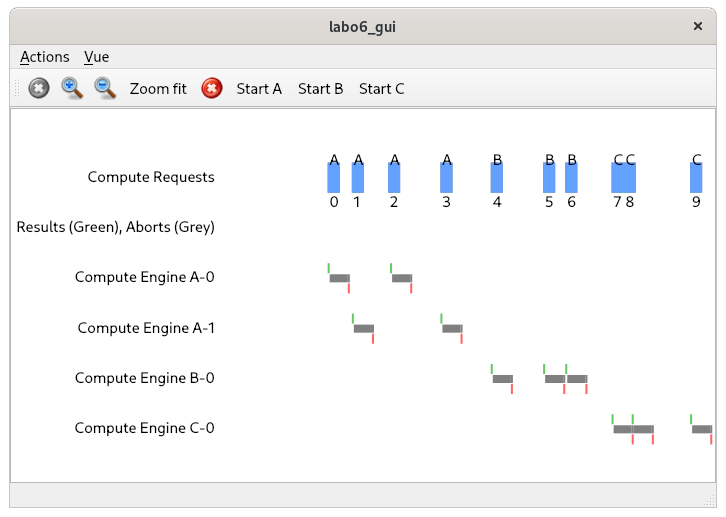 labo6_gui
Actions Vue
Zoom fit Start A Start B Start C
A A A A B B B C C C
Compute Requests
0 1 2 3 4 5 6 7 8 9
Results (Green), Aborts (Grey)
Compute Engine A-0
Compute Engine A-1
Compute Engine B-0
Compute Engine C-0